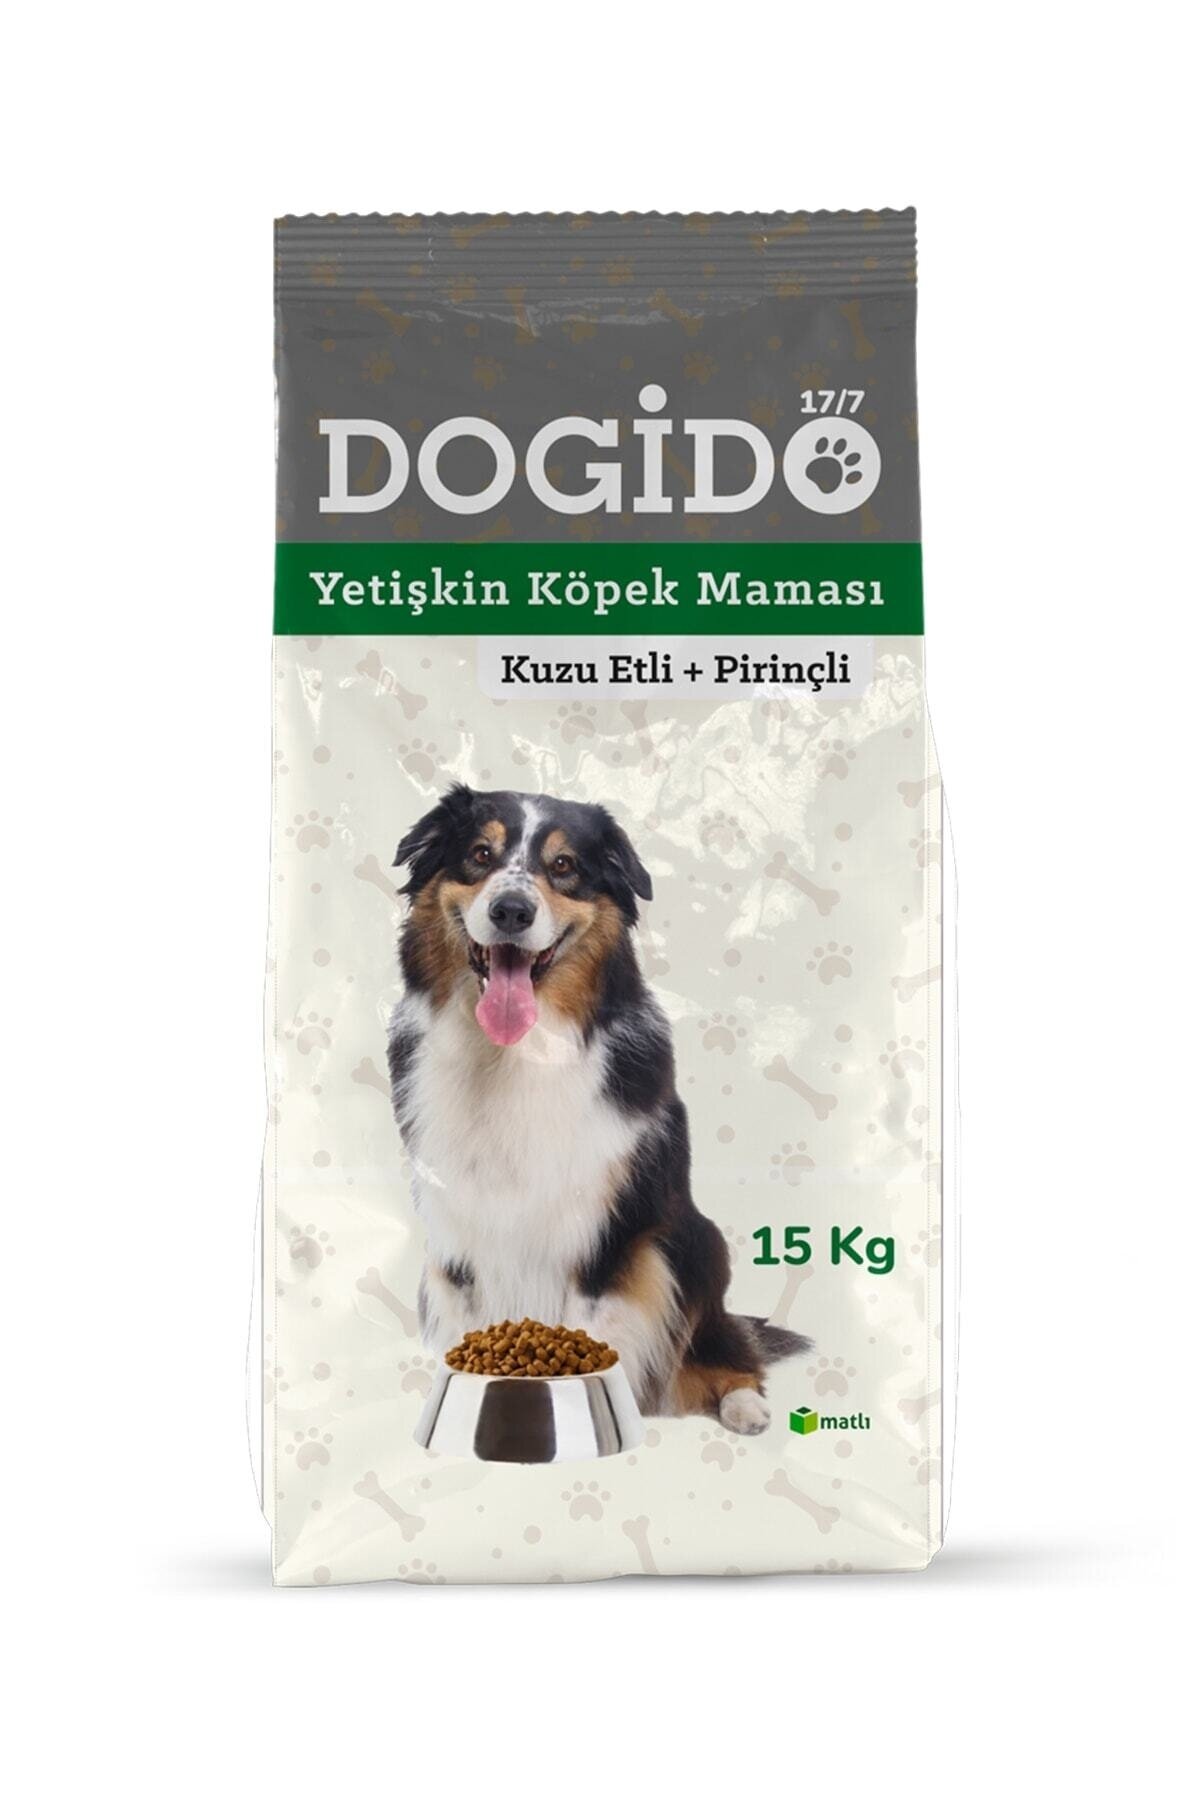 17/7
DOGİDO
Yetişkin Köpek Maması
Kuzu Etli + Pirinçli
15 Kg
matlı